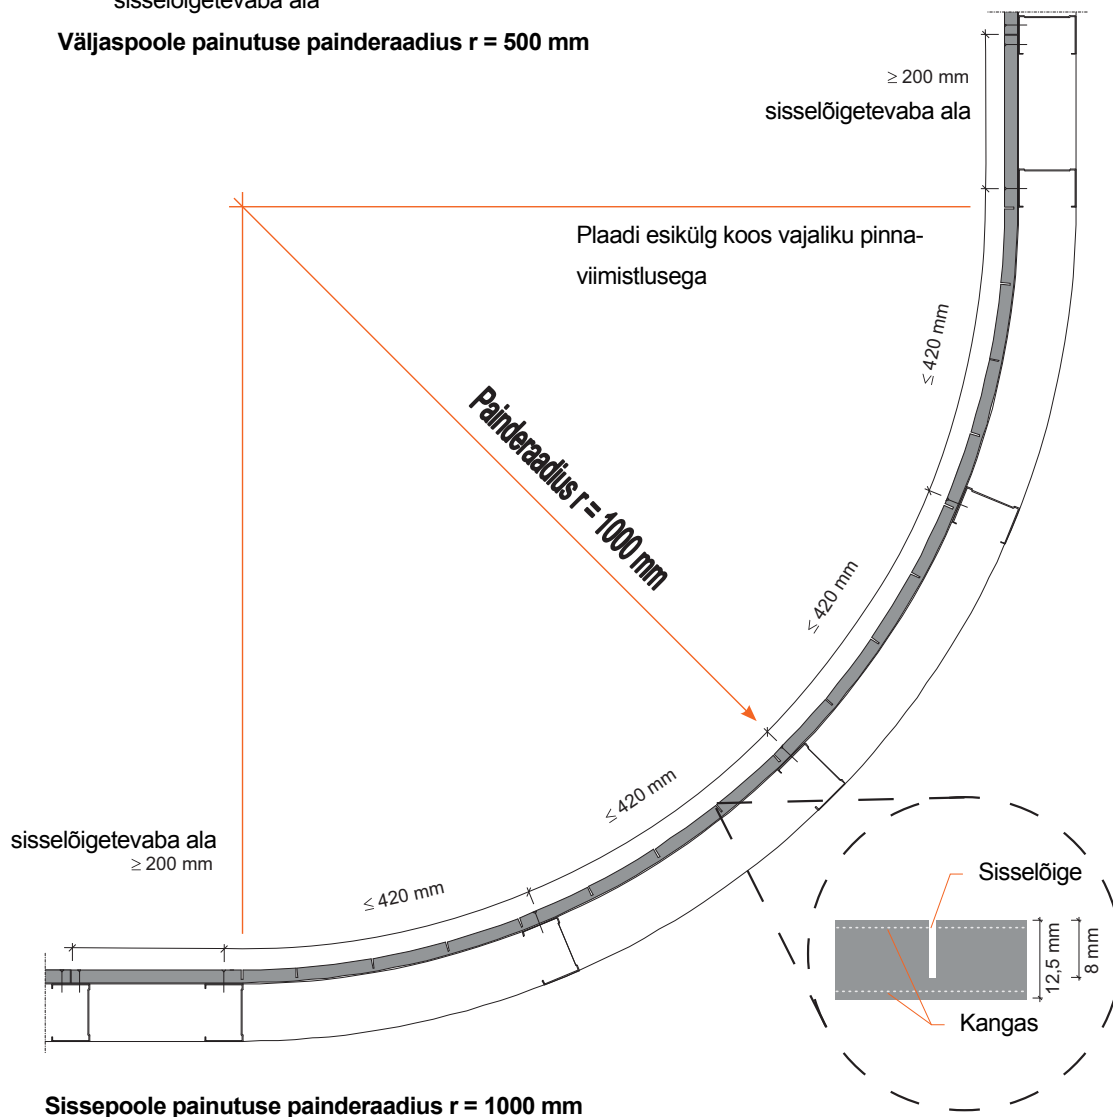 sisselõigetevaba ala
Väljaspoole painutuse painderaadius r = 500 mm
≥ 200 mm
sisselõigetevaba ala
Plaadi esikülg koos vajaliku pinna-
viimistlusega
≤ 420 mm
Painderaadius r = 1000 mm
≤ 420 mm
≤ 420 mm
sisselõigetevaba ala
≥ 200 mm
≤ 420 mm
Sisselõige
12,5 mm
8 mm
Kangas
Sissepoole painutuse painderaadius r = 1000 mm